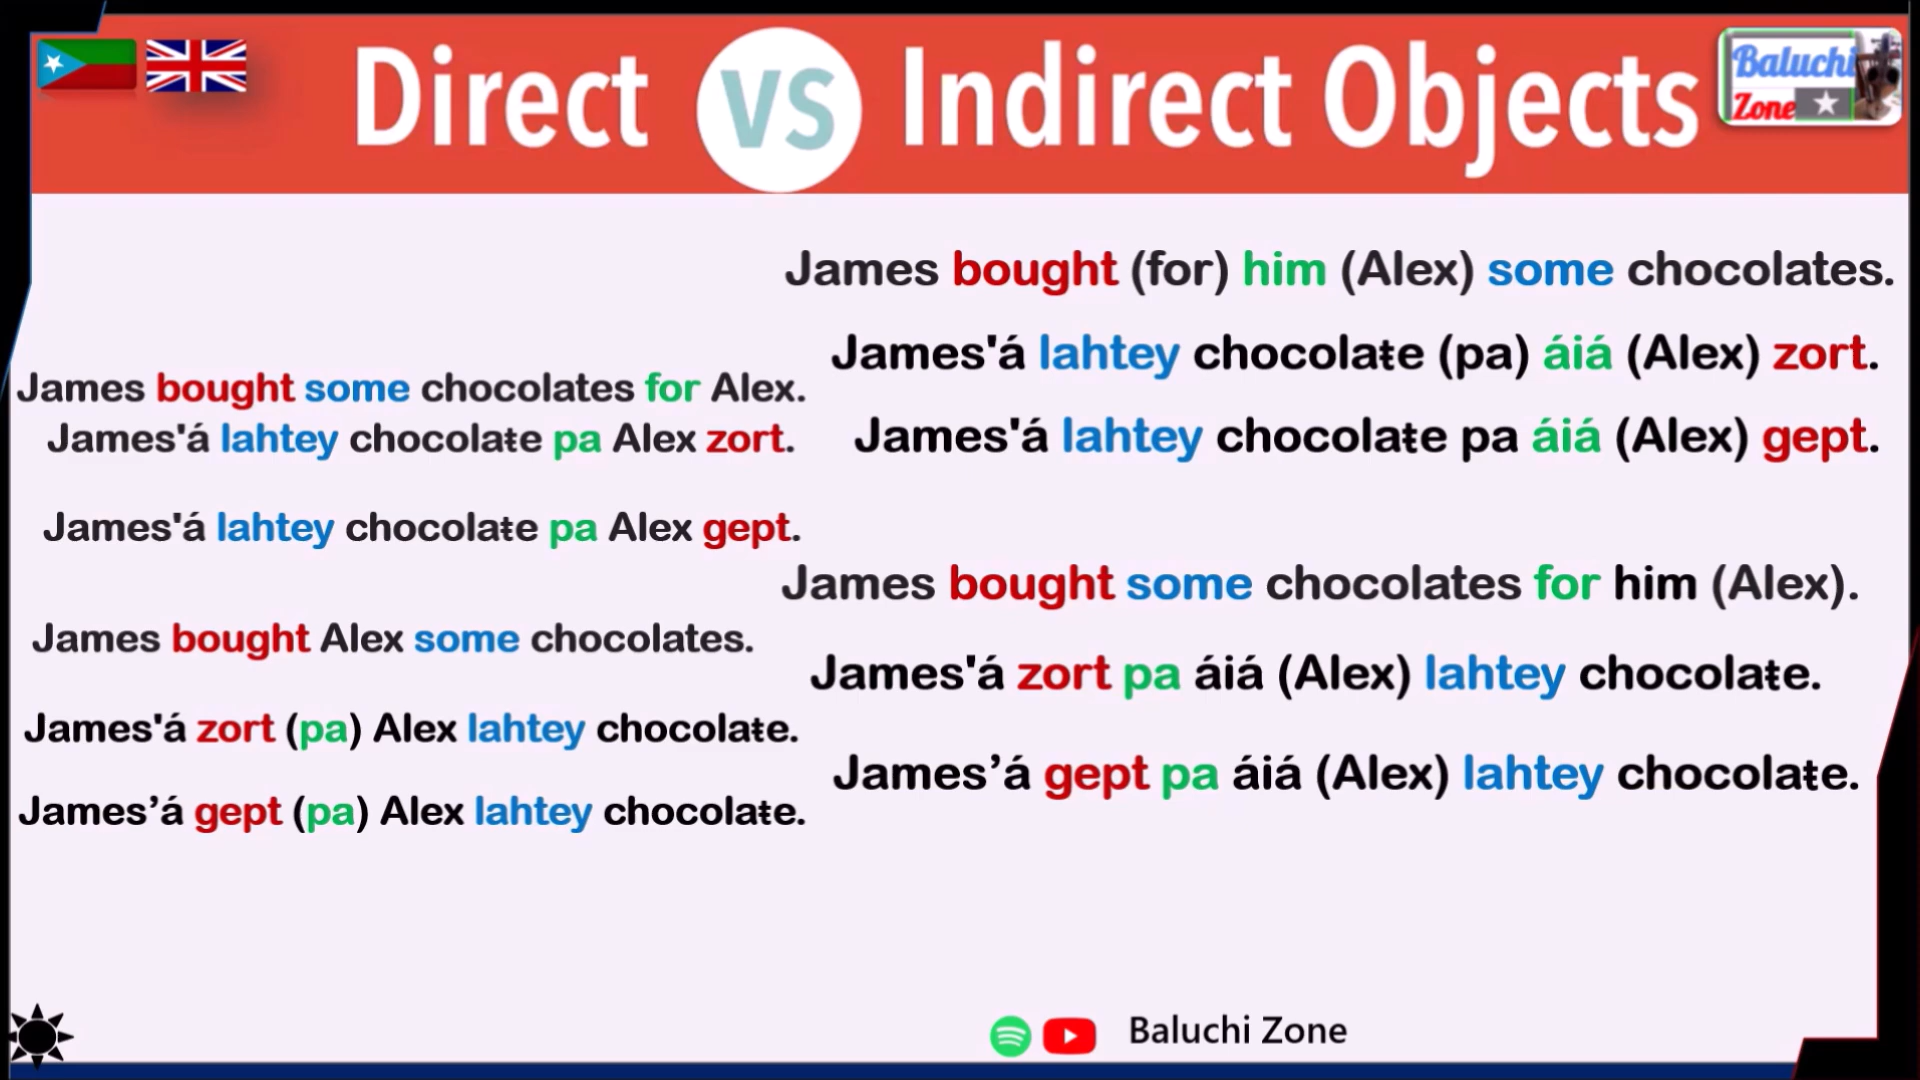 Direct VS Indirect Objects
Baluchi
Zone
James bought some chocolates for Alex.
James'á lahtey chocolaŧe pa Alex zort.
James'á lahtey chocolaŧe pa Alex gept.
James bought Alex some chocolates.
James'á zort (pa) Alex lahtey chocolaŧe.
James’á gept (pa) Alex lahtey chocolaŧe.
James bought (for) him (Alex) some chocolates.
James'á lahtey chocolaŧe (pa) áiá (Alex) zort.
James'á lahtey chocolaŧe pa áiá (Alex) gept.
James bought some chocolates for him (Alex).
James'á zort pa áiá (Alex) lahtey chocolaŧe.
James’á gept pa áiá (Alex) lahtey chocolaŧe.
Baluchi Zone